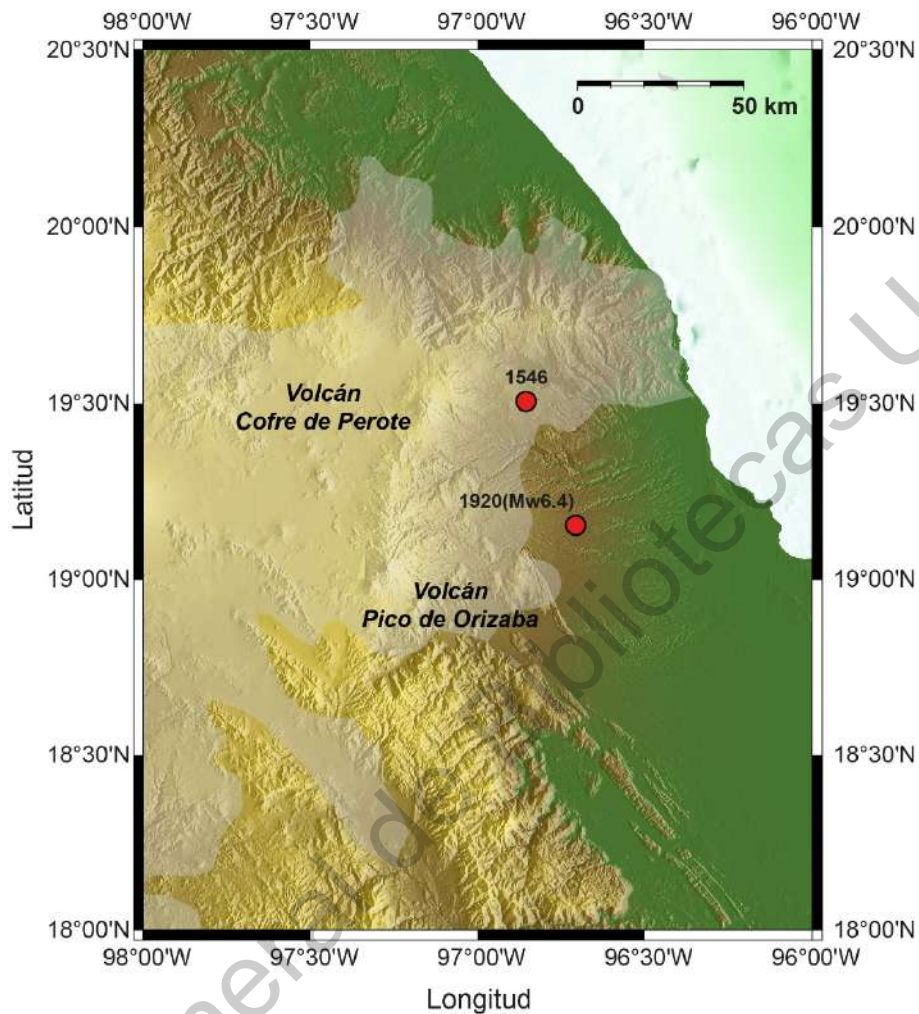 98°00'W 97°30'W 97°00'W 96°30'W 96°00'W
20°30'N 20°30'N
0 50 km
20°00'N 20°00'N
1546
Volcán
Cofre de Perote
19°30'N 19°30'N
1920(Mw6.4)
Latitud
19°00'N 19°00'N
Volcán
Pico de Orizaba
18°30'N 18°30'N
18°00'N 18°00'N
98°00'W 97°30'W 97°00'W 96°30'W 96°00'W
Longitud
neral de Bibliotecas U